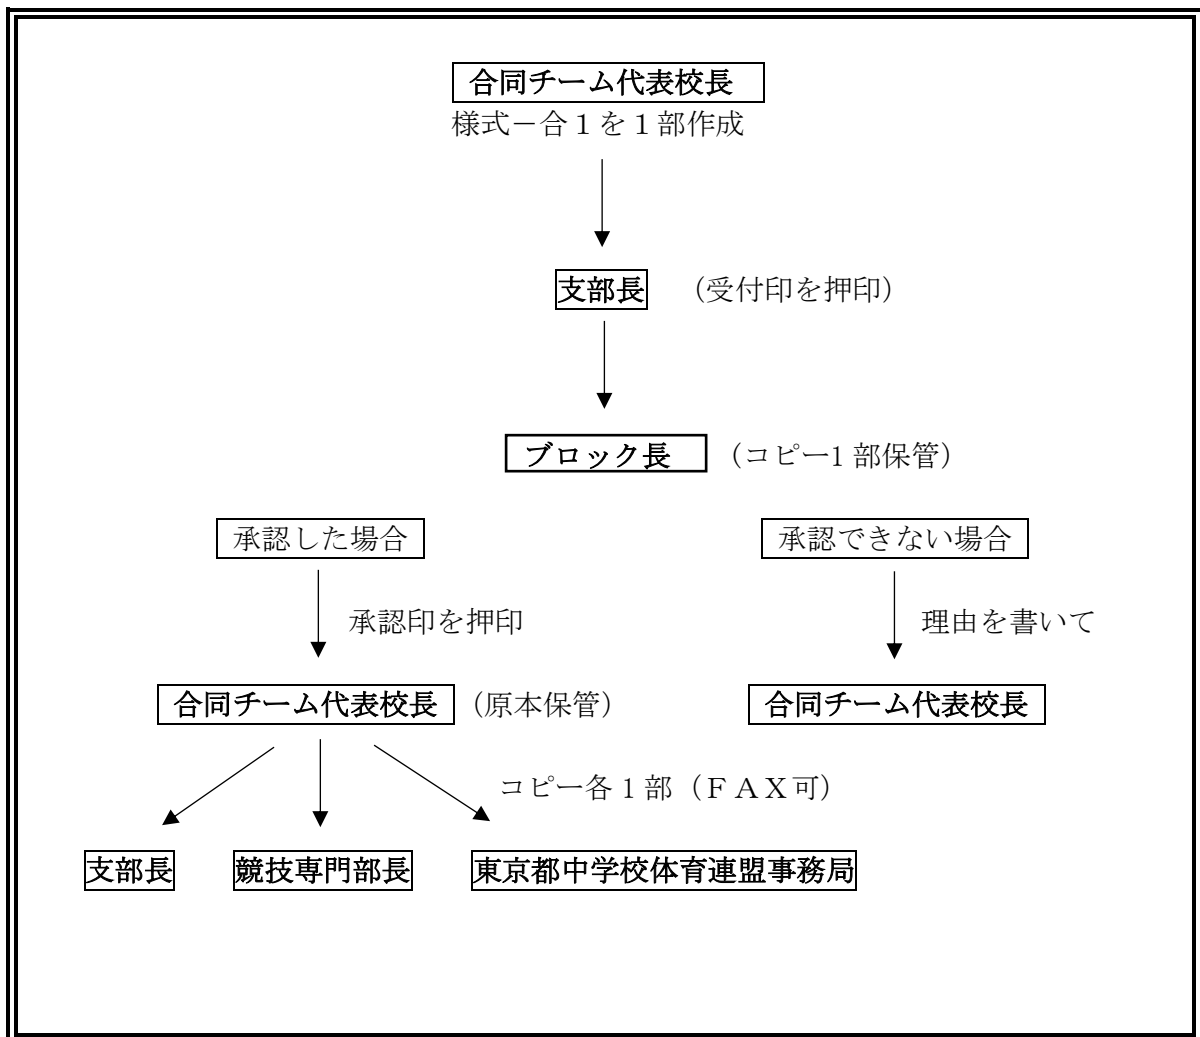 合同チーム代表校長
様式－合１を１部作成
支部長 （受付印を押印）
ブロック長 （コピー1部保管）
承認した場合 承認できない場合
承認印を押印 理由を書いて
合同チーム代表校長 （原本保管） 合同チーム代表校長
コピー各１部（ＦＡＸ可）
支部長 競技専門部長 東京都中学校体育連盟事務局